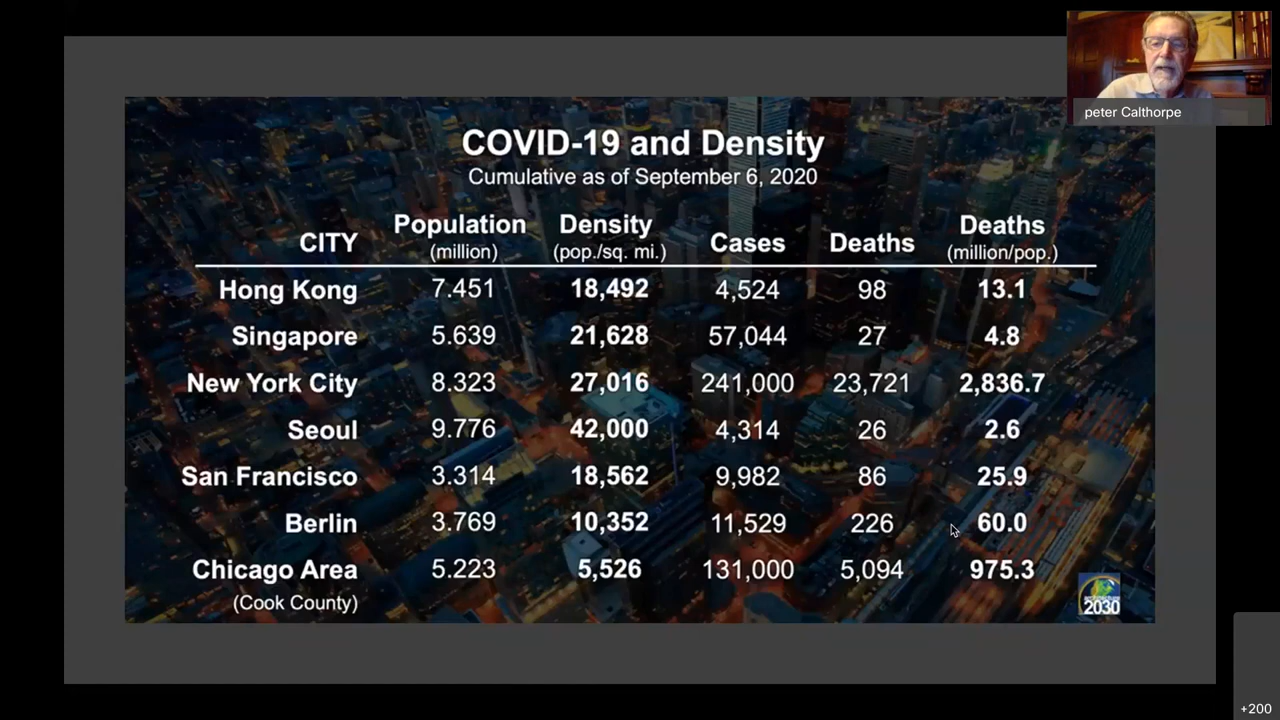 peter Calthorpe
COVID-19 and Density
Cumulative as of September 6, 2020
CITY Population (million) Density (pop./sq. mi.) Cases Deaths Deaths (million/pop.)
Hong Kong 7.451 18,492 4,524 98 13.1
Singapore 5.639 21,628 57,044 27 4.8
New York City 8.323 27,016 241,000 23,721 2,836.7
Seoul 9.776 42,000 4,314 26 2.6
San Francisco 3.314 18,562 9,982 86 25.9
Berlin 3.769 10,352 11,529 226 60.0
Chicago Area 5.223 5,526 131,000 5,094 975.3
(Cook County)
2030
+200